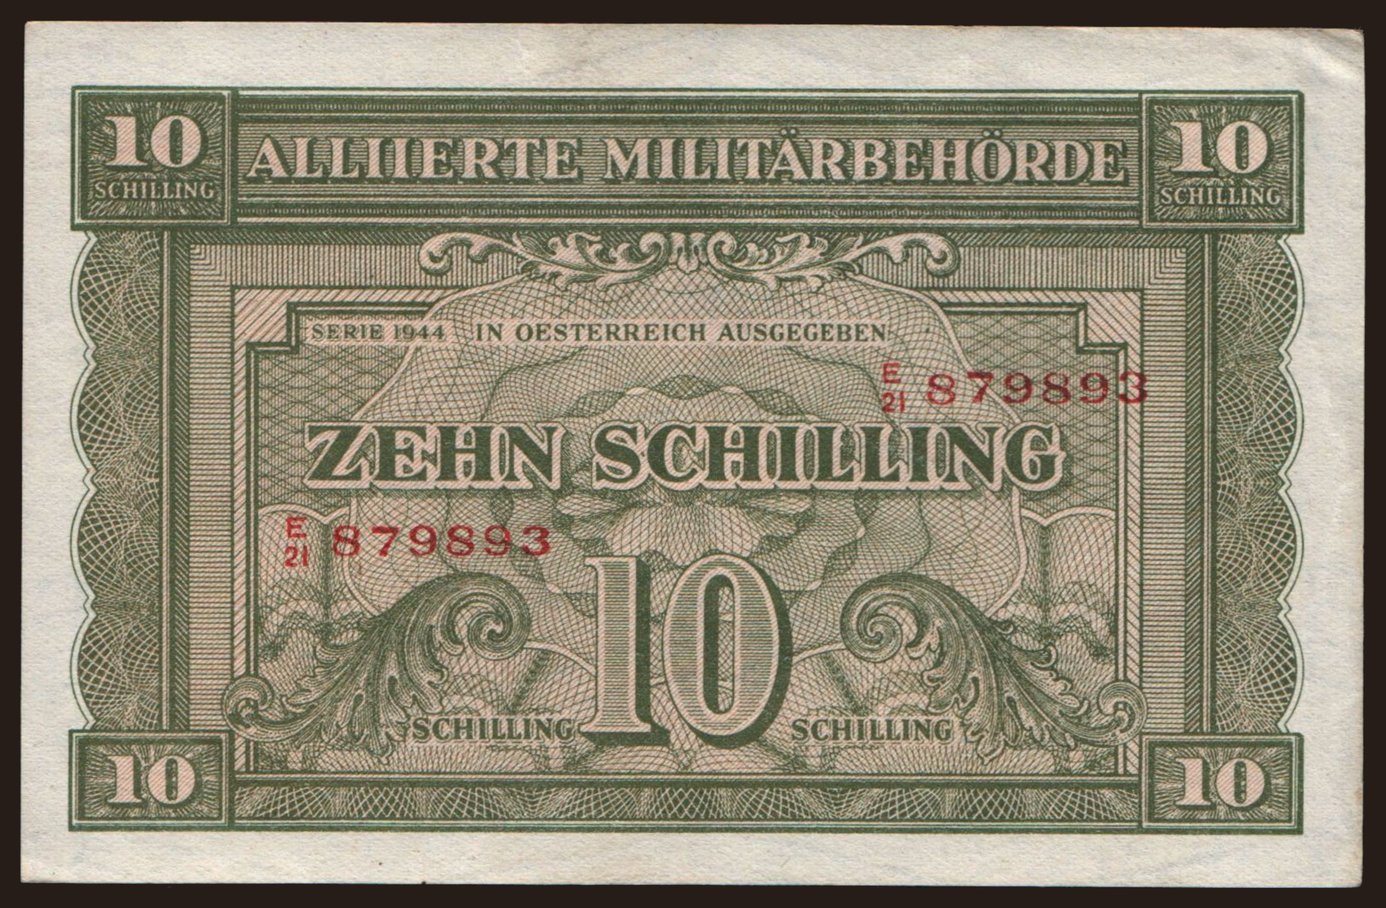 10 ALLIIERTE MILITÄRBEHÖRDE 10
SCHILLING SCHILLING
SERIE 1944 IN OESTERREICH AUSGEGEBEN
E/21 879893
ZEHN SCHILLING
E/21 879893
SCHILLING 10 SCHILLING
10 10